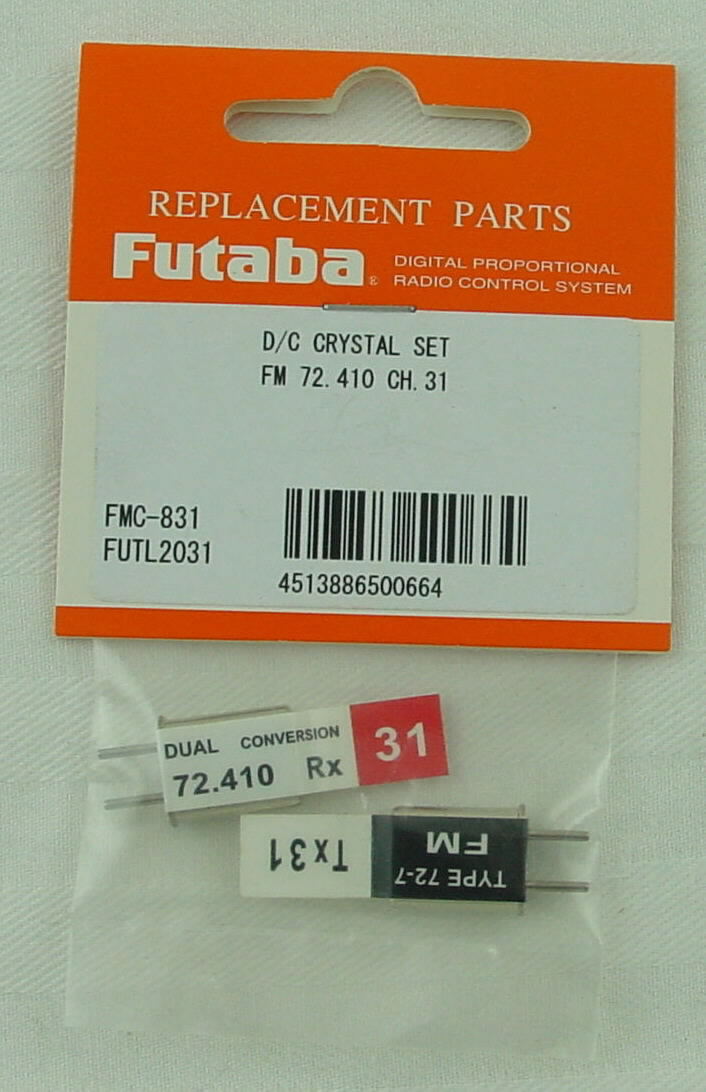 REPLACEMENT PARTS
Futaba®
DIGITAL PROPORTIONAL
RADIO CONTROL SYSTEM
D/C CRYSTAL SET
FM 72.410 CH.31
FMC-831
FUTL2031
4513886500664
DUAL CONVERSION
72.410 Rx
31
TYPE 72-7
FM
Tx31